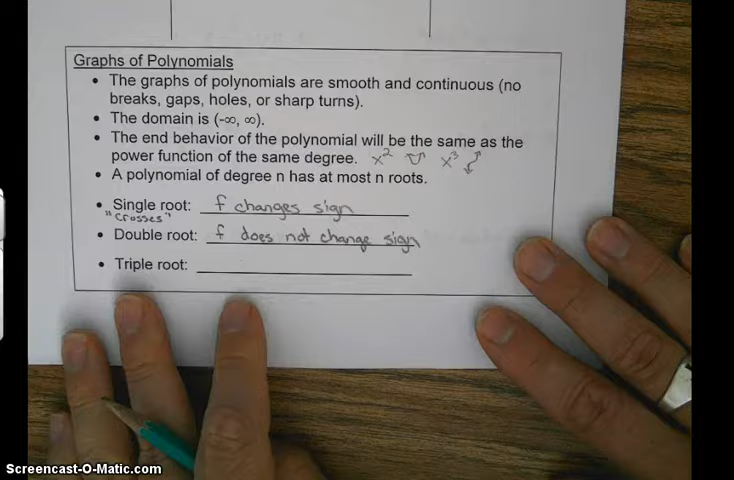 Graphs of Polynomials
• The graphs of polynomials are smooth and continuous (no
breaks, gaps, holes, or sharp turns).
• The domain is (-∞, ∞).
• The end behavior of the polynomial will be the same as the
power function of the same degree. x² x³
• A polynomial of degree n has at most n roots.
• Single root: f changes sign
"crosses"
• Double root: f does not change sign
• Triple root:
Screencast-O-Matic.com